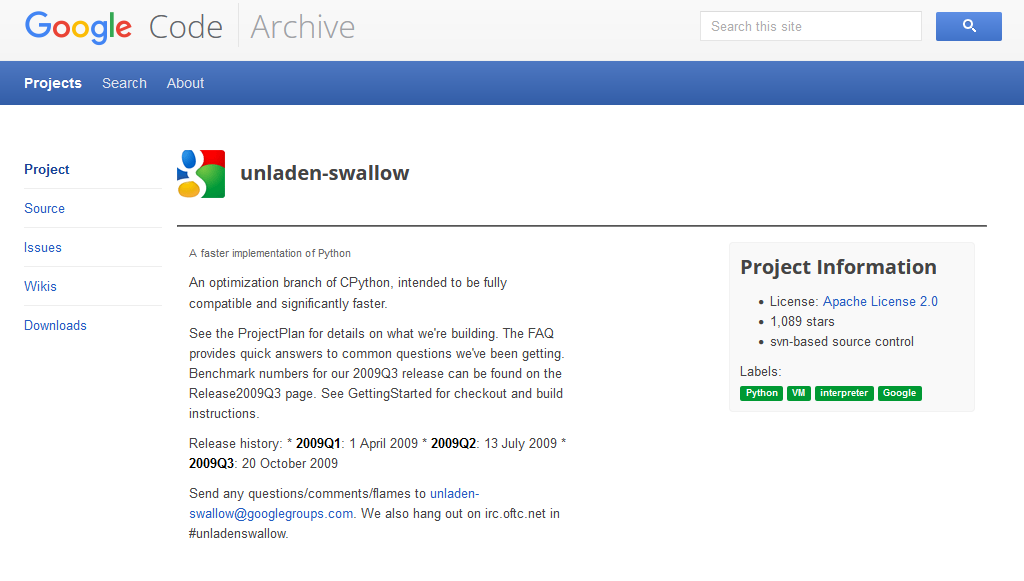 Google Code Archive
Search this site
Projects Search About
Project
Source
Issues
Wikis
Downloads
unladen-swallow
A faster implementation of Python
An optimization branch of CPython, intended to be fully
compatible and significantly faster.
See the ProjectPlan for details on what we're building. The FAQ
provides quick answers to common questions we've been getting.
Benchmark numbers for our 2009Q3 release can be found on the
Release2009Q3 page. See GettingStarted for checkout and build
instructions.
Release history: * 2009Q1: 1 April 2009 * 2009Q2: 13 July 2009 *
2009Q3: 20 October 2009
Send any questions/comments/flames to unladen-
swallow@googlegroups.com. We also hang out on irc.oftc.net in
#unladenswallow.
Project Information
License: Apache License 2.0
1,089 stars
svn-based source control
Labels:
Python VM interpreter Google